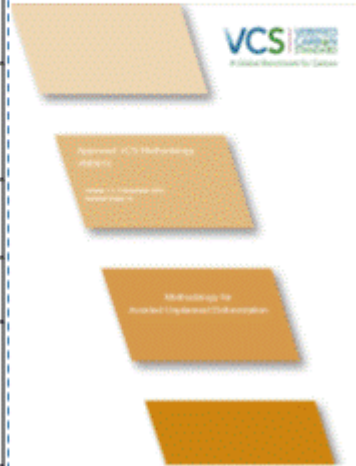 VCS
VERIFIED
CARBON
STANDARD
A Global Benchmark for Carbon
Approved VCS Methodology
Methodology for
Avoided Unplanned Deforestation